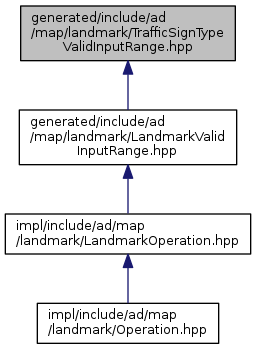 generated/include/ad
/map/landmark/TrafficSignType
ValidInputRange.hpp
generated/include/ad
/map/landmark/LandmarkValid
InputRange.hpp
impl/include/ad/map
/landmark/LandmarkOperation.hpp
impl/include/ad/map
/landmark/Operation.hpp